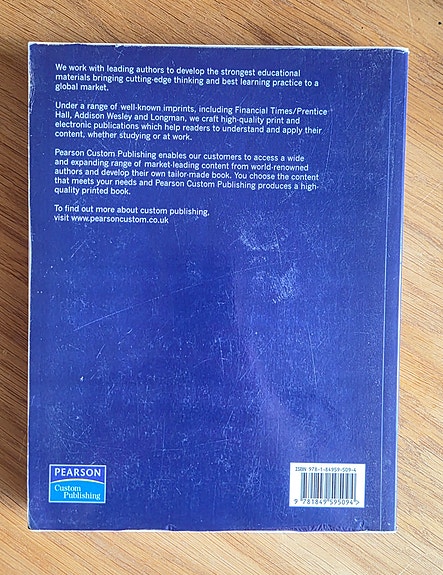 We work with leading authors to develop the strongest educational
materials bringing cutting-edge thinking and best learning practice to a
global market.
Under a range of well-known imprints, including Financial Times/Prentice
Hall, Addison Wesley and Longman, we craft high-quality print and
electronic publications which help readers to understand and apply their
content, whether studying or at work.
Pearson Custom Publishing enables our customers to access a wide
and expanding range of market-leading content from world-renowned
authors and develop their own tailor-made book. You choose the content
that meets your needs and Pearson Custom Publishing produces a high-
quality printed book.
To find out more about custom publishing,
visit www.pearsoncustom.co.uk
PEARSON
Custom
Publishing
ISBN 978-1-84959-509-4
9 781849 595094 >